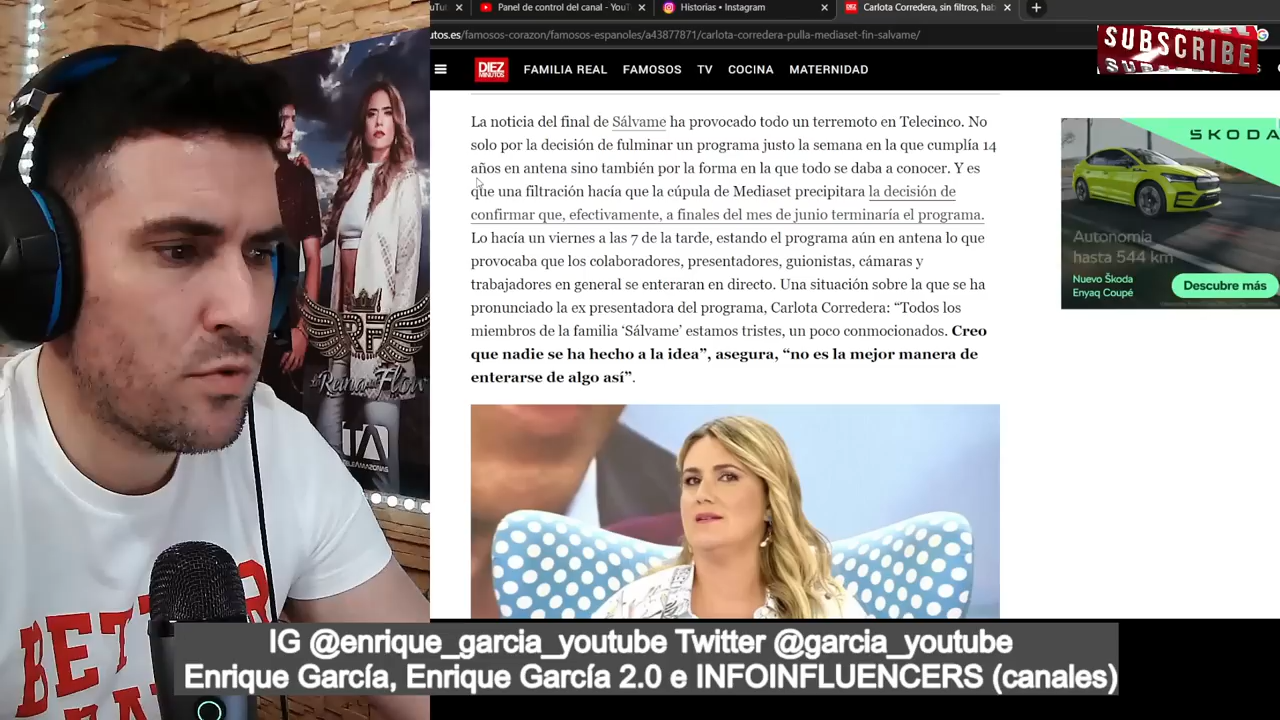 Panel de control del canal - YouT
Historias • Instagram
Carlota Corredera, sin filtros, hab
utos.es/famosos-corazon/famosos-espanoles/a43877871/carlota-corredera-pulla-mediaset-fin-salvame/
SUBSCRIBE
DIEZ
MINUTOS
FAMILIA REAL FAMOSOS TV COCINA MATERNIDAD
La noticia del final de Sálvame ha provocado todo un terremoto en Telecinco. No
solo por la decisión de fulminar un programa justo la semana en la que cumplía 14
años en antena sino también por la forma en la que todo se daba a conocer. Y es
que una filtración hacía que la cúpula de Mediaset precipitara la decisión de
confirmar que, efectivamente, a finales del mes de junio terminaría el programa.
Lo hacía un viernes a las 7 de la tarde, estando el programa aún en antena lo que
provocaba que los colaboradores, presentadores, guionistas, cámaras y
trabajadores en general se enteraran en directo. Una situación sobre la que se ha
pronunciado la ex presentadora del programa, Carlota Corredera: “Todos los
miembros de la familia ‘Sálvame’ estamos tristes, un poco conmocionados. Creo
que nadie se ha hecho a la idea”, asegura, “no es la mejor manera de
enterarse de algo así”.
SKODA
Autonomía
hasta 544 km
Nuevo Škoda
Enyaq Coupé
Descubre más
RF
La Reina del Flow
TA
TELEAMAZONAS
BET
IG @enrique_garcia_youtube Twitter @garcia_youtube
Enrique García, Enrique García 2.0 e INFOINFLUENCERS (canales)